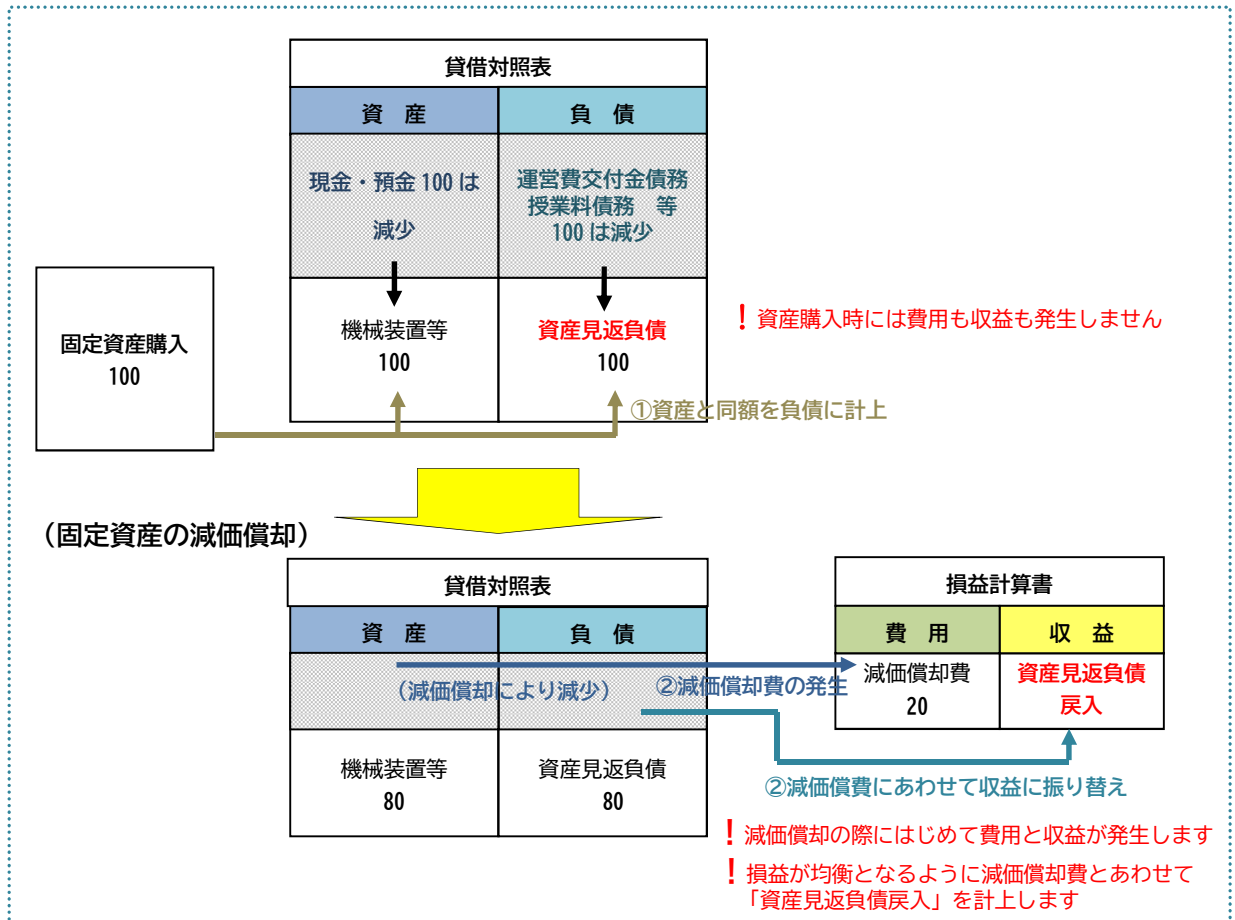 貸借対照表
資 産
負 債
現金・預金 100 は
減少
運営費交付金債務
授業料債務 等
100 は減少
固定資産購入
100
機械装置等
100
資産見返負債
100
! 資産購入時には費用も収益も発生しません
①資産と同額を負債に計上
(固定資産の減価償却)
貸借対照表
資 産
負 債
(減価償却により減少)
機械装置等
80
資産見返負債
80
②減価償却費の発生
損益計算書
費 用
収 益
減価償却費
20
資産見返負債
戻入
②減価償費にあわせて収益に振り替え
! 減価償却の際にはじめて費用と収益が発生します
! 損益が均衡となるように減価償却費とあわせて
「資産見返負債戻入」を計上します